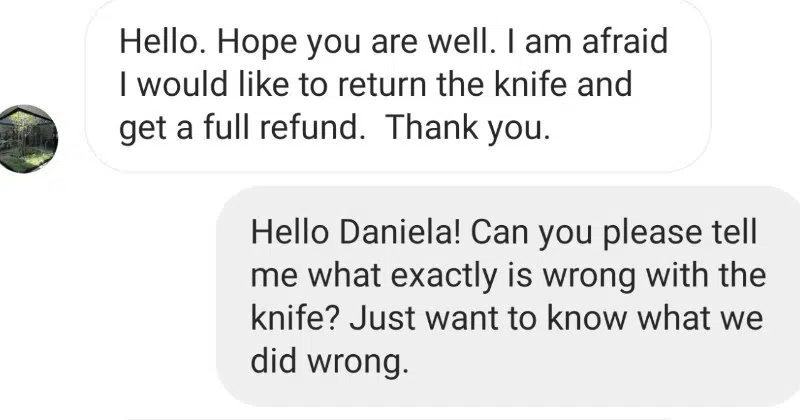 Hello. Hope you are well. I am afraid
I would like to return the knife and
get a full refund.  Thank you.
Hello Daniela! Can you please tell
me what exactly is wrong with the
knife? Just want to know what we
did wrong.